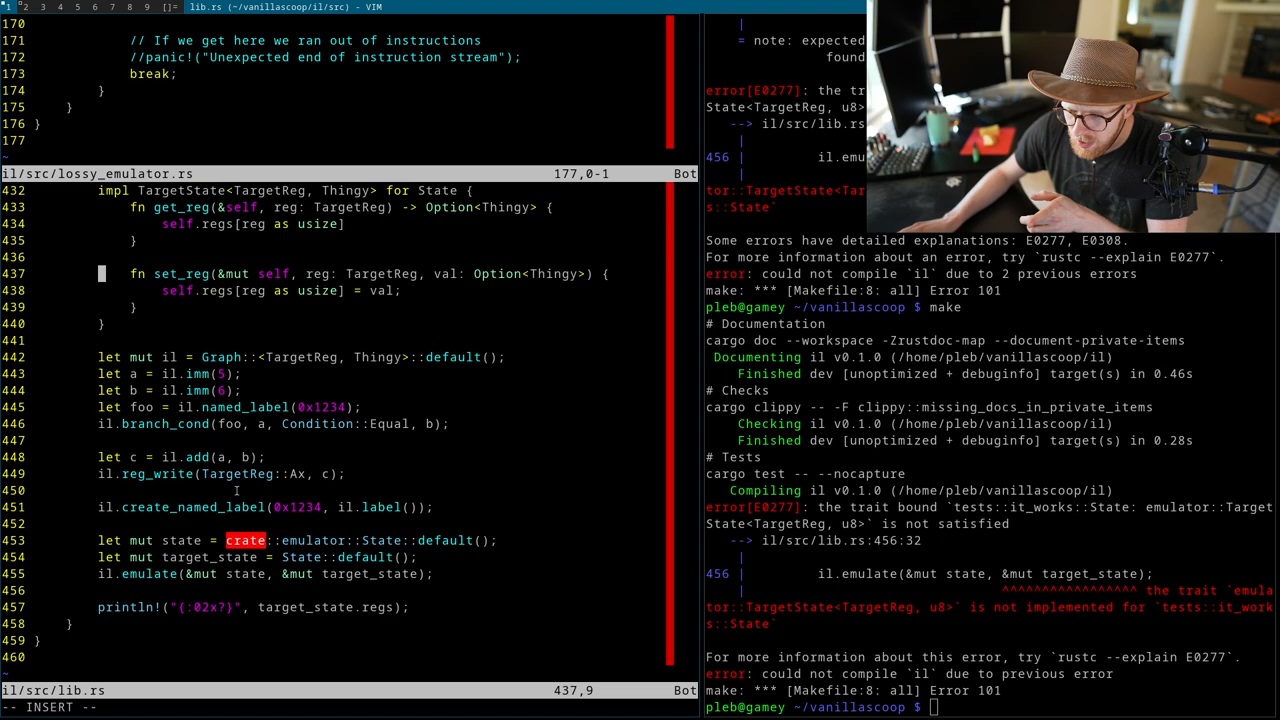 1 2 3 4 5 6 7 8 9 []= lib.rs (~/vanillascoop/il/src) - VIM
170
171             // If we get here we ran out of instructions
172             //panic!("Unexpected end of instruction stream");
173             break;
174         }
175     }
176 }
177
~
il/src/lossy_emulator.rs 177,0-1 Bot
432         impl TargetState<TargetReg, Thingy> for State {
433             fn get_reg(&self, reg: TargetReg) -> Option<Thingy> {
434                 self.regs[reg as usize]
435             }
436
437             fn set_reg(&mut self, reg: TargetReg, val: Option<Thingy>) {
438                 self.regs[reg as usize] = val;
439             }
440         }
441
442         let mut il = Graph::<TargetReg, Thingy>::default();
443         let a = il.imm(5);
444         let b = il.imm(6);
445         let foo = il.named_label(0x1234);
446         il.branch_cond(foo, a, Condition::Equal, b);
447
448         let c = il.add(a, b);
449         il.reg_write(TargetReg::Ax, c);
450
451         il.create_named_label(0x1234, il.label());
452
453         let mut state = crate::emulator::State::default();
454         let mut target_state = State::default();
455         il.emulate(&mut state, &mut target_state);
456
457         println!("{:02x?}", target_state.regs);
458     }
459 }
460
~
il/src/lib.rs 437,9 Bot
-- INSERT --
    |
    = note: expected
               found
error[E0277]: the tr
State<TargetReg, u8>
   --> il/src/lib.rs
    |
456 |         il.emu
    |
tor::TargetState<Tar
s::State`
Some errors have detailed explanations: E0277, E0308.
For more information about an error, try `rustc --explain E0277`.
error: could not compile `il` due to 2 previous errors
make: *** [Makefile:8: all] Error 101
pleb@gamey ~/vanillascoop $ make
# Documentation
cargo doc --workspace -Zrustdoc-map --document-private-items
 Documenting il v0.1.0 (/home/pleb/vanillascoop/il)
    Finished dev [unoptimized + debuginfo] target(s) in 0.46s
# Checks
cargo clippy -- -F clippy::missing_docs_in_private_items
    Checking il v0.1.0 (/home/pleb/vanillascoop/il)
    Finished dev [unoptimized + debuginfo] target(s) in 0.28s
# Tests
cargo test -- --nocapture
   Compiling il v0.1.0 (/home/pleb/vanillascoop/il)
error[E0277]: the trait bound `tests::it_works::State: emulator::Target
State<TargetReg, u8>` is not satisfied
   --> il/src/lib.rs:456:32
    |
456 |         il.emulate(&mut state, &mut target_state);
    |                                ^^^^^^^^^^^^^^^^^ the trait `emula
tor::TargetState<TargetReg, u8>` is not implemented for `tests::it_work
s::State`
For more information about this error, try `rustc --explain E0277`.
error: could not compile `il` due to previous error
make: *** [Makefile:8: all] Error 101
pleb@gamey ~/vanillascoop $